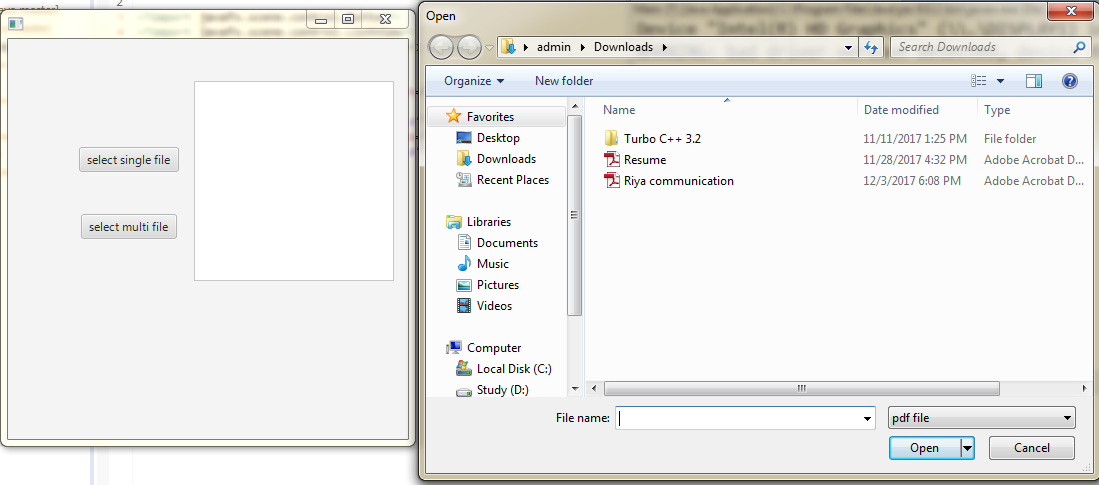 2
select single file
select multi file
Open
admin
Downloads
Search Downloads
Organize
New folder
Favorites
Desktop
Downloads
Recent Places
Libraries
Documents
Music
Pictures
Videos
Computer
Local Disk (C:)
Study (D:)
Name Date modified Type
Turbo C++ 3.2 11/11/2017 1:25 PM File folder
Resume 11/28/2017 4:32 PM Adobe Acrobat D...
Riya communication 12/3/2017 6:08 PM Adobe Acrobat D...
File name:
pdf file
Open
Cancel